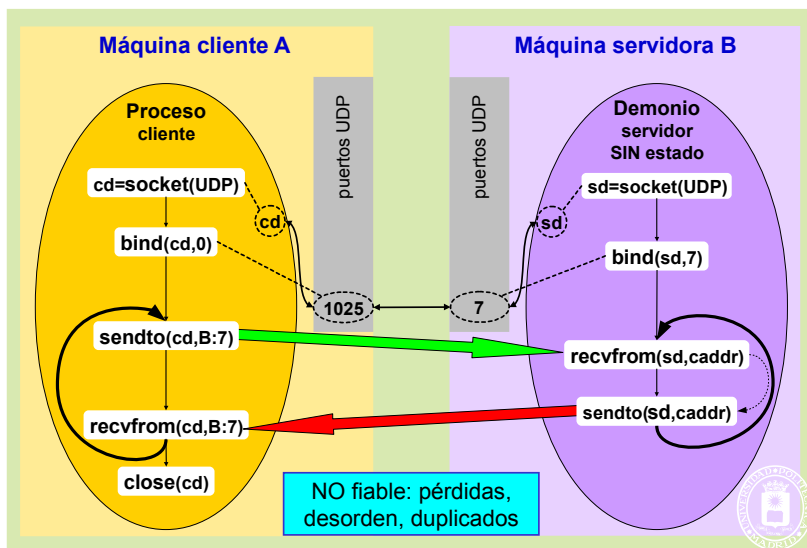 Máquina cliente A
Máquina servidora B
Proceso
cliente
cd=socket(UDP)
cd
bind(cd,0)
sendto(cd,B:7)
recvfrom(cd,B:7)
close(cd)
puertos UDP
1025
puertos UDP
7
Demonio
servidor
SIN estado
sd=socket(UDP)
sd
bind(sd,7)
recvfrom(sd,caddr)
sendto(sd,caddr)
NO fiable: pérdidas,
desorden, duplicados